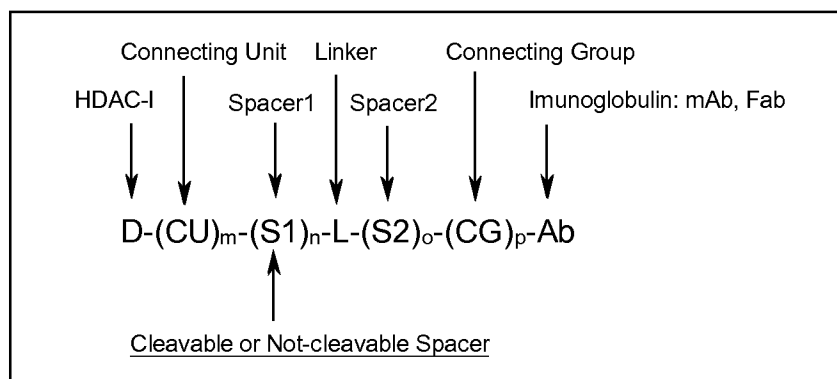 Connecting Unit Linker Connecting Group
HDAC-I Spacer1 Spacer2 Imunoglobulin: mAb, Fab
D-(CU)m-(S1)n-L-(S2)o-(CG)p-Ab
Cleavable or Not-cleavable Spacer